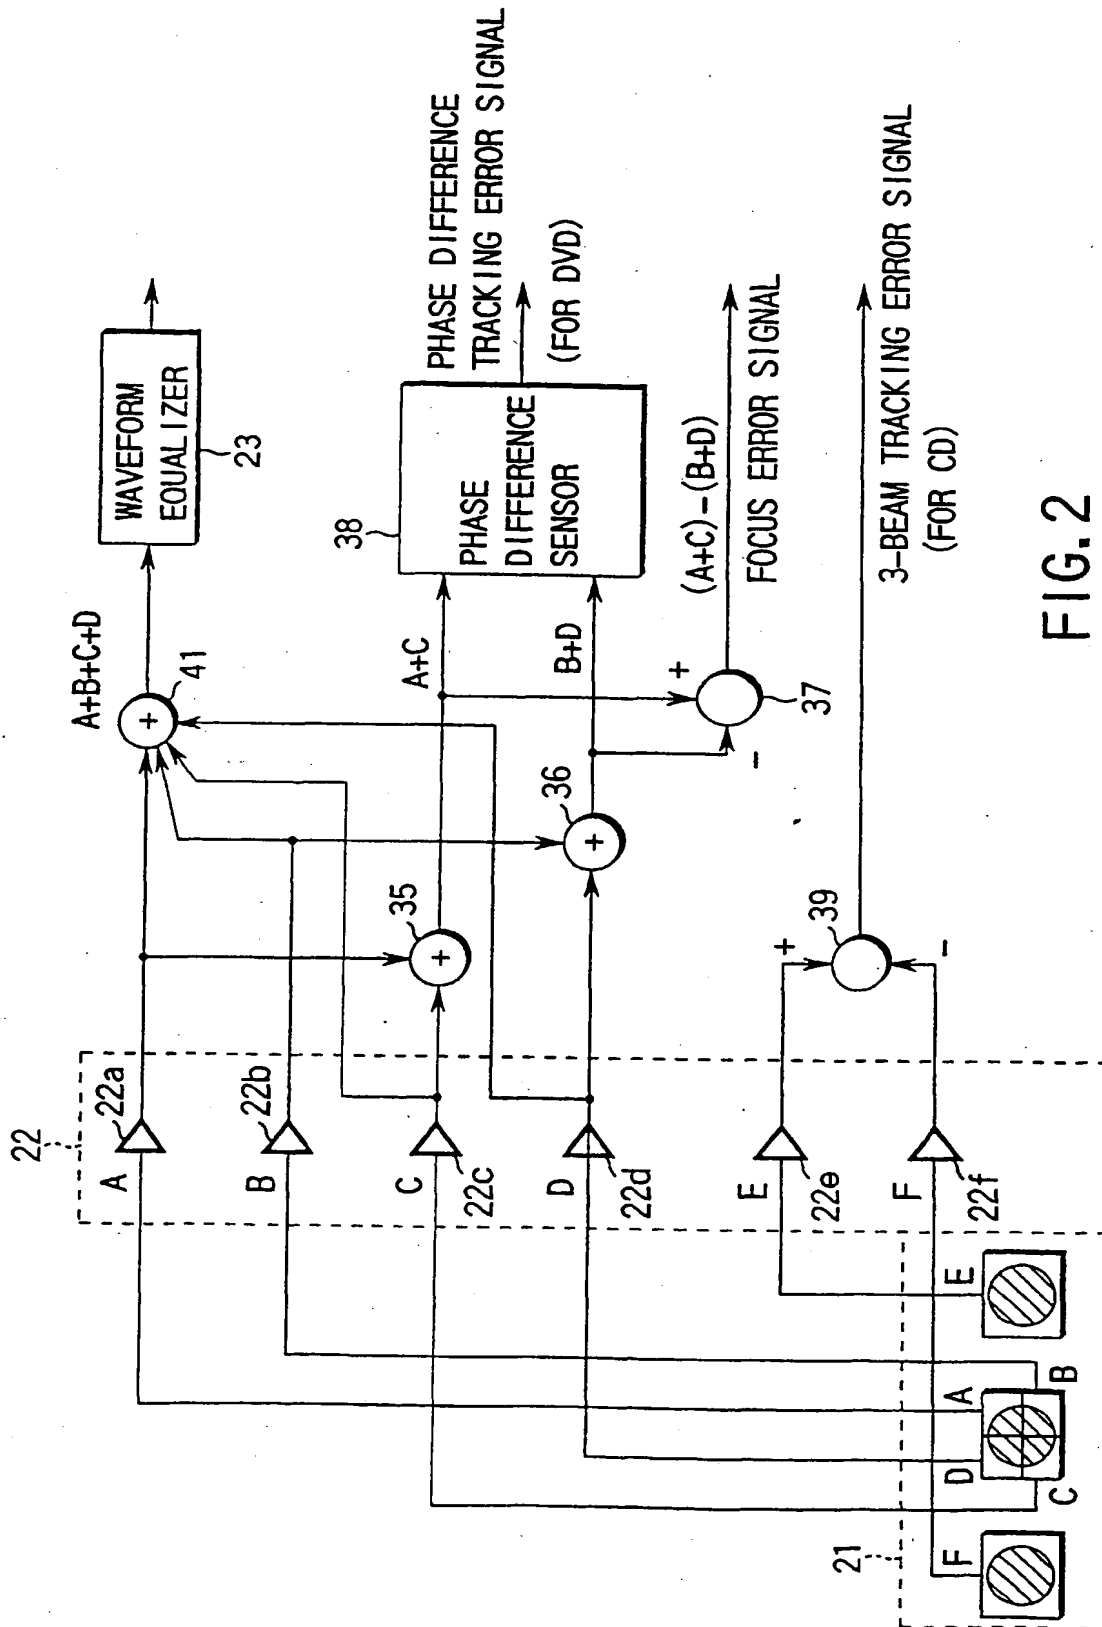 22
A
22a
B
22b
C
22c
D
22d
E
22e
F
22f
21
F
D
A
C
B
E
35
+
36
+
A+B+C+D
+
41
WAVEFORM
EQUALIZER
23
A+C
B+D
38
PHASE
DIFFERENCE
SENSOR
PHASE DIFFERENCE
TRACKING ERROR SIGNAL
(FOR DVD)
+
-
37
(A+C)-(B+D)
FOCUS ERROR SIGNAL
39
+
-
3-BEAM TRACKING ERROR SIGNAL
(FOR CD)
FIG. 2